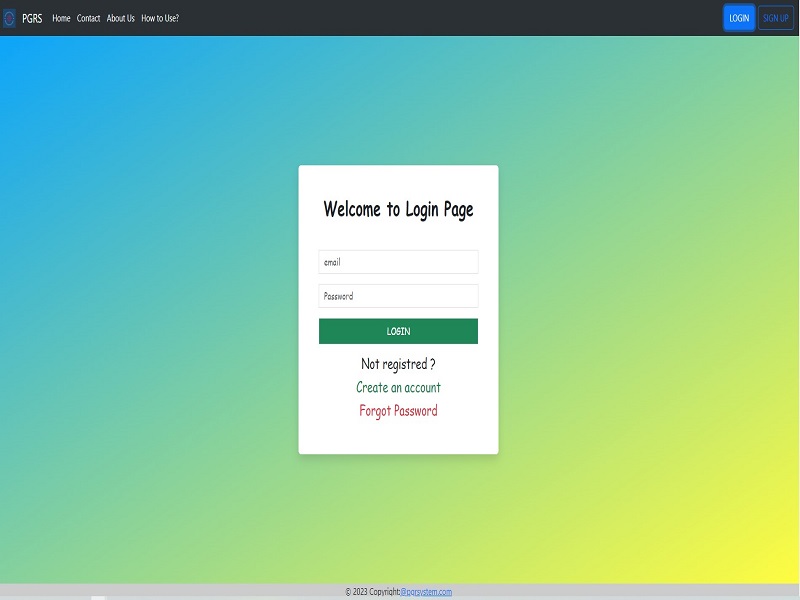 PGRS Home Contact About Us How to Use? LOGIN SIGN UP
Welcome to Login Page
email
Password
LOGIN
Not registred ?
Create an account
Forgot Password
© 2023 Copyright:@pgrsystem.com